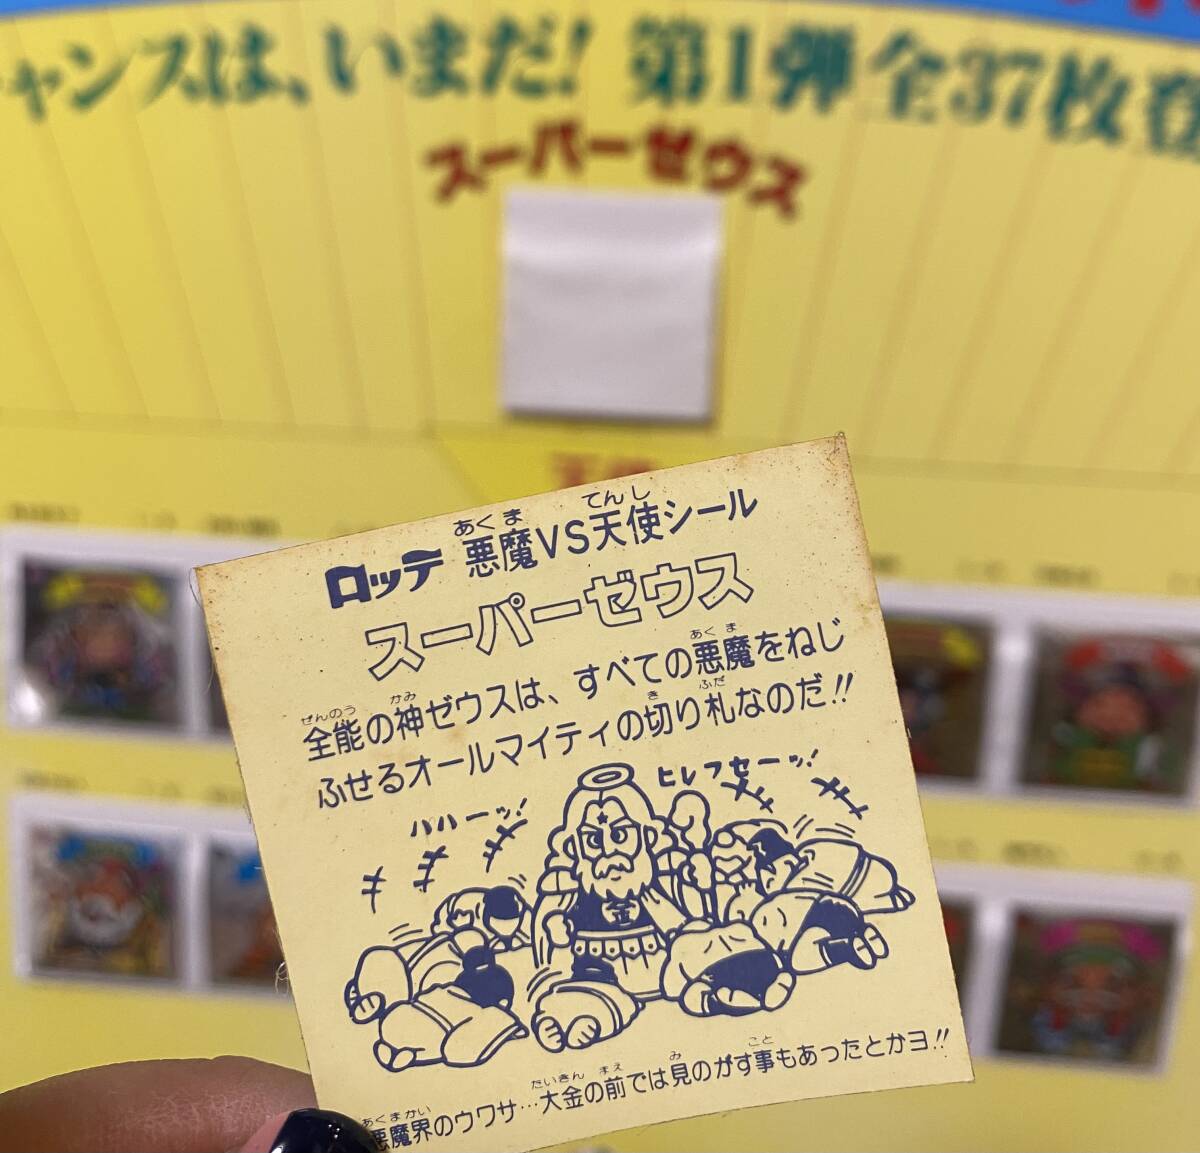 ャンスは、いまだ! 第1弾 全37枚登
スーパーゼウス
天使
ロッテ 悪魔VS天使シール
あくま てんし
スーパーゼウス
全能の神ゼウスは、すべての悪魔をねじ
ぜんのう かみ あくま
ふせるオールマイティの切り札なのだ!!
き ふだ
ハハーッ!
ヒレフセーッ!
金
悪魔界のウワサ…大金の前では見のがす事もあったとかヨ!!
あくまかい たいきん まえ み こと